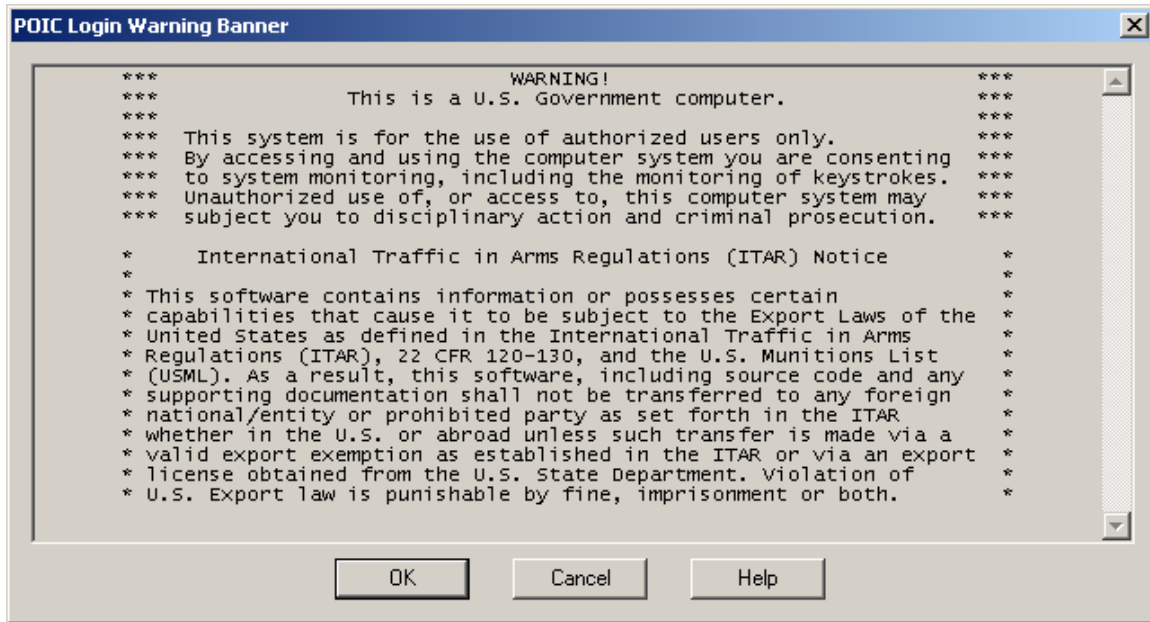 POIC Login Warning Banner
*** WARNING! ***
*** This is a U.S. Government computer. ***
*** ***
*** This system is for the use of authorized users only. ***
*** By accessing and using the computer system you are consenting ***
*** to system monitoring, including the monitoring of keystrokes. ***
*** Unauthorized use of, or access to, this computer system may ***
*** subject you to disciplinary action and criminal prosecution. ***
* International Traffic in Arms Regulations (ITAR) Notice *
* *
* This software contains information or possesses certain *
* capabilities that cause it to be subject to the Export Laws of the *
* United States as defined in the International Traffic in Arms *
* Regulations (ITAR), 22 CFR 120-130, and the U.S. Munitions List *
* (USML). As a result, this software, including source code and any *
* supporting documentation shall not be transferred to any foreign *
* national/entity or prohibited party as set forth in the ITAR *
* whether in the U.S. or abroad unless such transfer is made via a *
* valid export exemption as established in the ITAR or via an export *
* license obtained from the U.S. State Department. Violation of *
* U.S. Export law is punishable by fine, imprisonment or both. *
OK Cancel Help